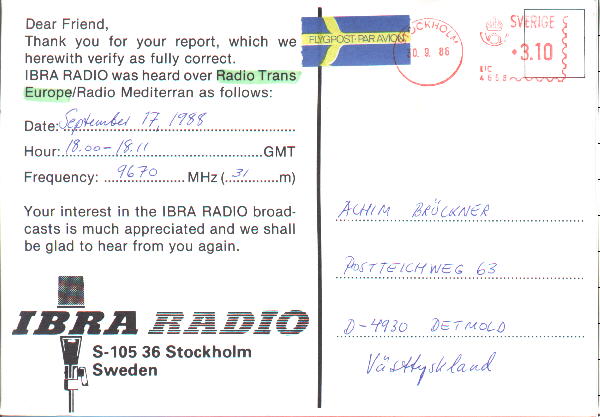 Dear Friend,
Thank you for your report, which we
herewith verify as fully correct.
IBRA RADIO was heard over Radio Trans
Europe/Radio Mediterran as follows:
Date: September 17, 1988
Hour: 18.00-18.11 GMT
Frequency: 9670 MHz (31 m)
Your interest in the IBRA RADIO broad-
casts is much appreciated and we shall
be glad to hear from you again.
IBRA RADIO
S-105 36 Stockholm
Sweden
FLYGPOST · PAR AVION
STOCKHOLM
SVERIGE
3.10
ACHIM BRÜCKNER
POSTTEICHWEG 63
D-4930 DETMOLD
Västtyskland